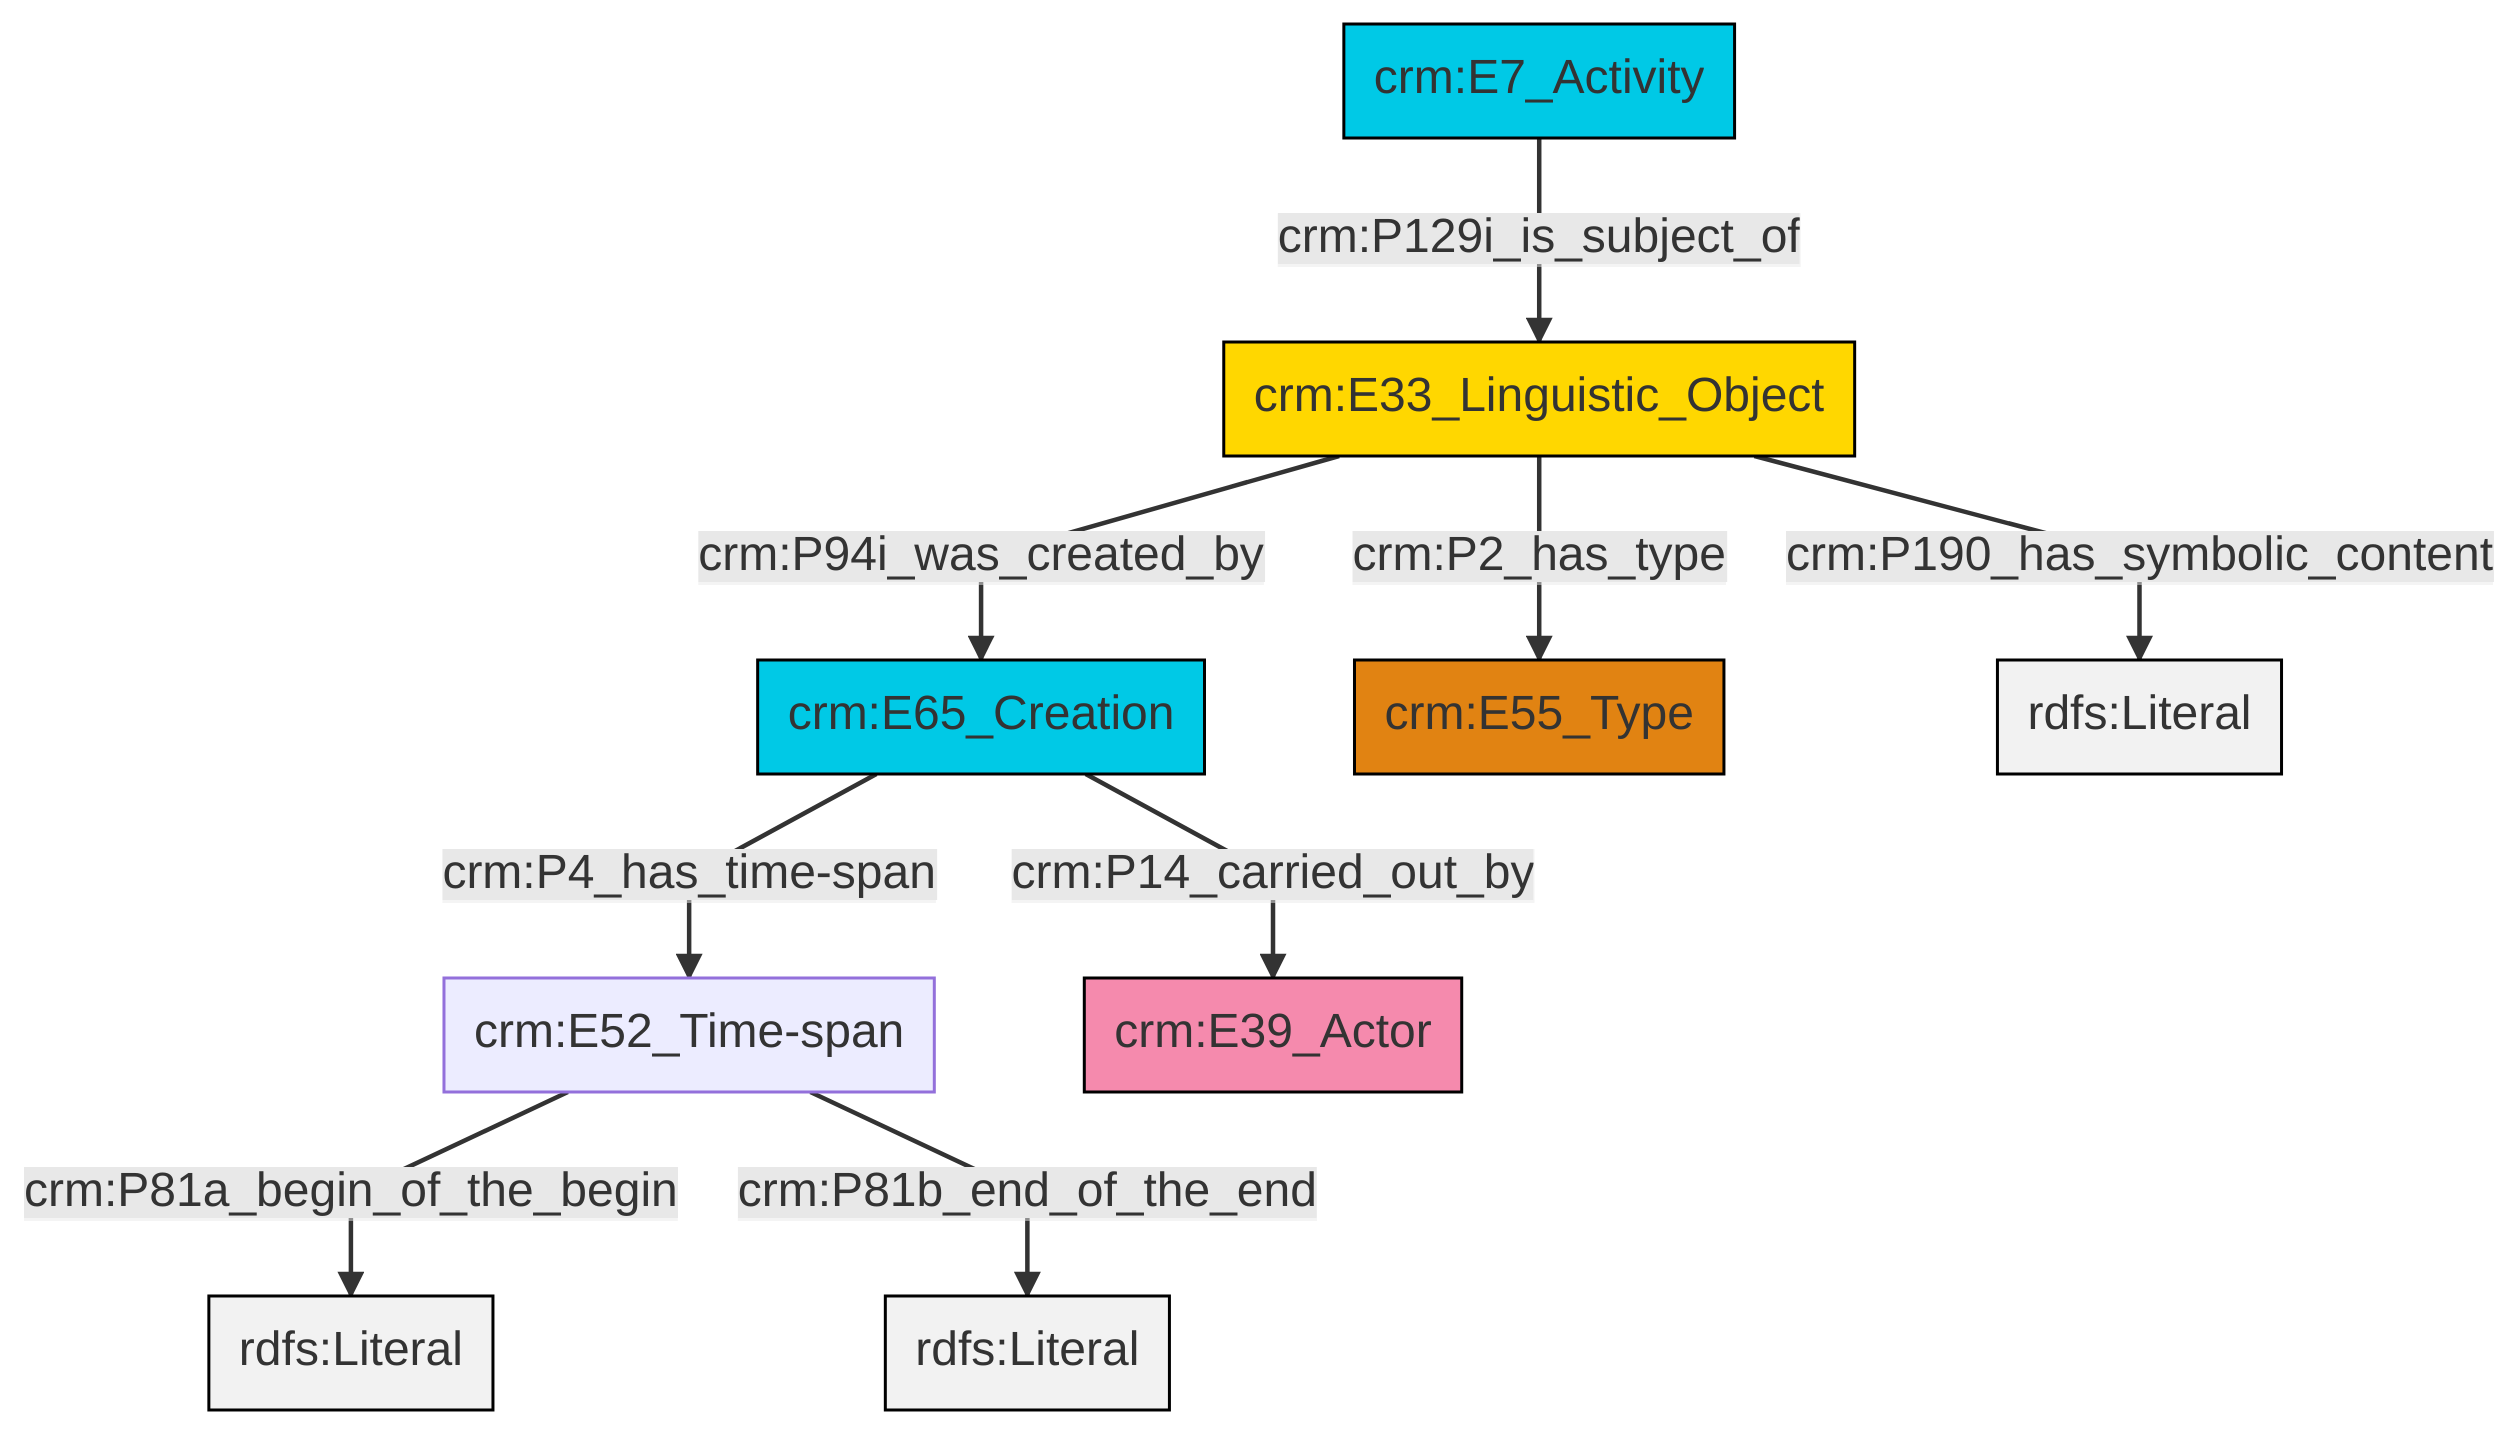 crm:E7_Activity
crm:P129i_is_subject_of
crm:E33_Linguistic_Object
crm:P94i_was_created_by
crm:P2_has_type
crm:P190_has_symbolic_content
crm:E65_Creation
crm:E55_Type
rdfs:Literal
crm:P4_has_time-span
crm:P14_carried_out_by
crm:E52_Time-span
crm:E39_Actor
crm:P81a_begin_of_the_begin
crm:P81b_end_of_the_end
rdfs:Literal
rdfs:Literal